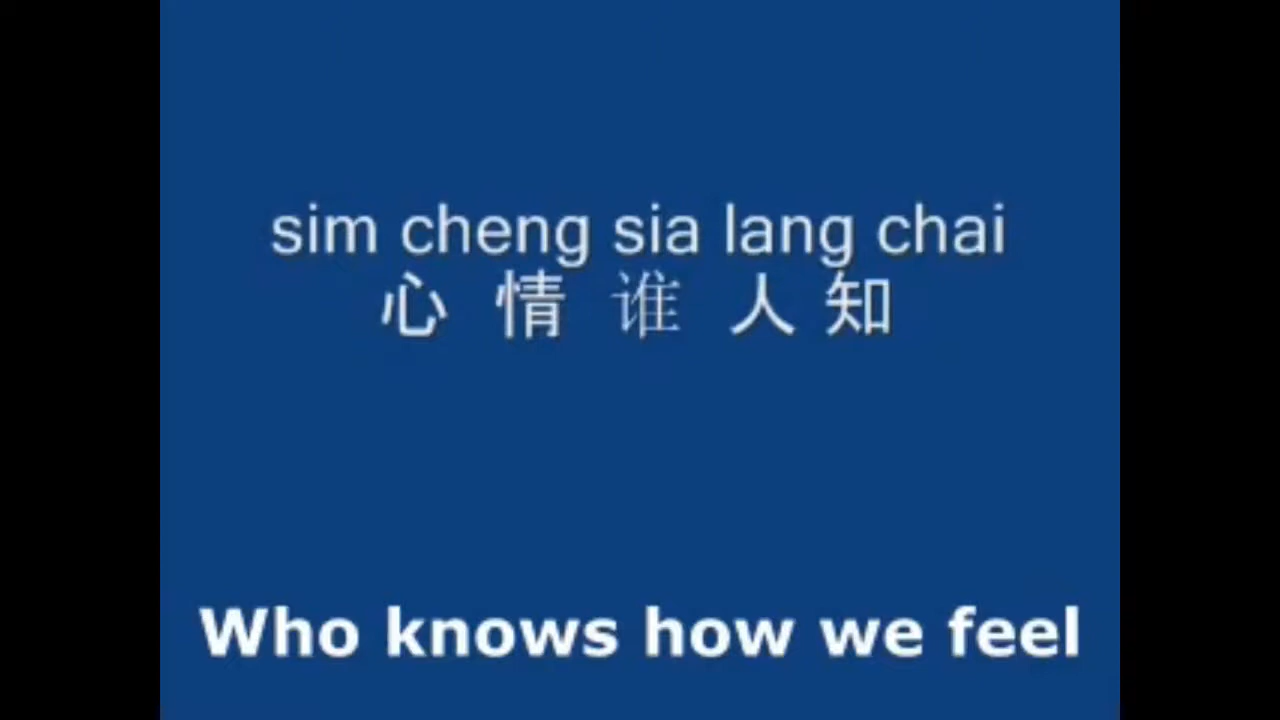 sim cheng sia lang chai
心 情 谁 人 知
Who knows how we feel